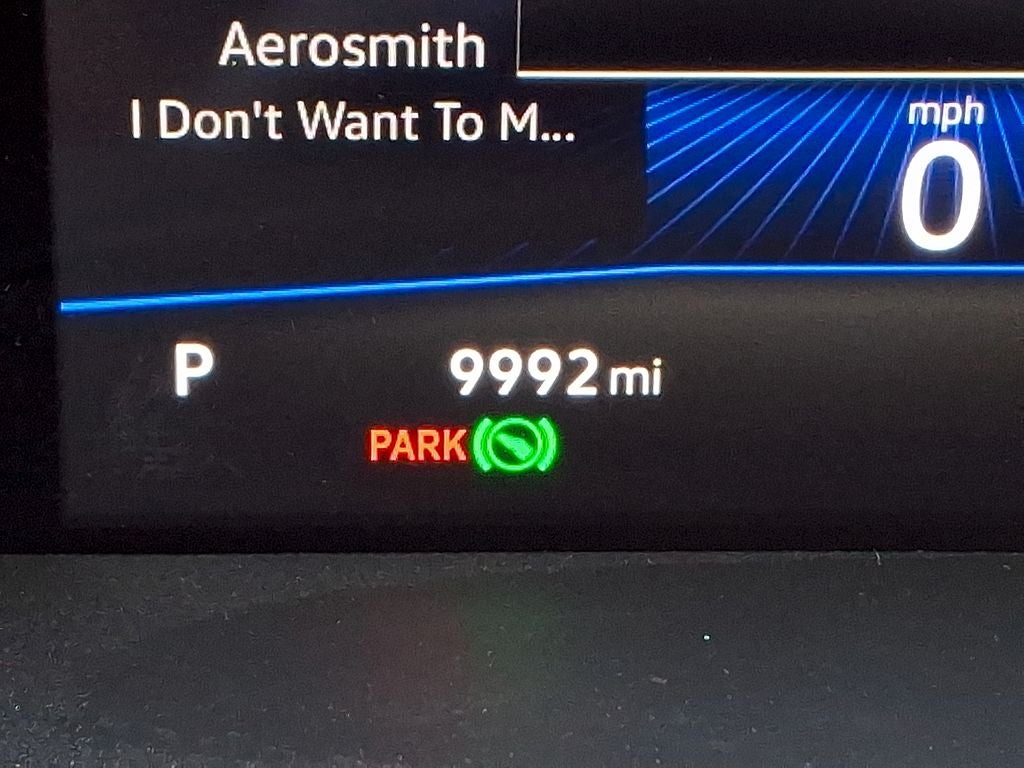 Aerosmith
I Don't Want To M...
mph
0
P
9992 mi
PARK